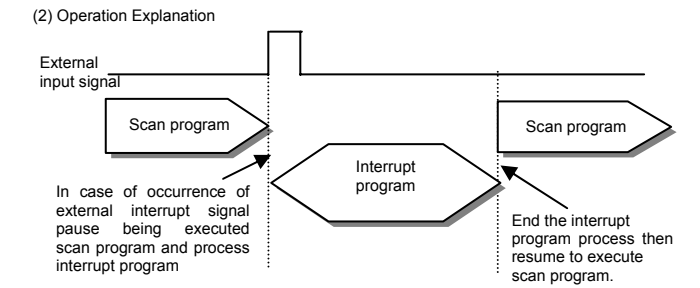 (2) Operation Explanation
External
input signal
Scan program
Scan program
Interrupt
program
In case of occurrence of
external interrupt signal
pause being executed
scan program and process
interrupt program
End the interrupt
program process then
resume to execute
scan program.